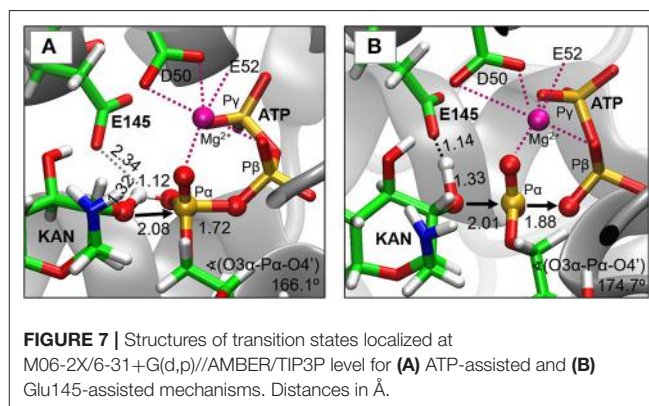 A
D50
E52
E145
Pγ
ATP
Mg²⁺
2.34
Pβ
1.32
1.12
Pα
KAN
2.08
1.72
∢(O3α-Pα-O4')
166.1º
B
E52
D50
E145
Pγ
ATP
1.14
Mg²⁺
Pβ
1.33
Pα
KAN
2.01
1.88
∢(O3α-Pα-O4')
174.7º
FIGURE 7 | Structures of transition states localized at
M06-2X/6-31+G(d,p)//AMBER/TIP3P level for (A) ATP-assisted and (B)
Glu145-assisted mechanisms. Distances in Å.